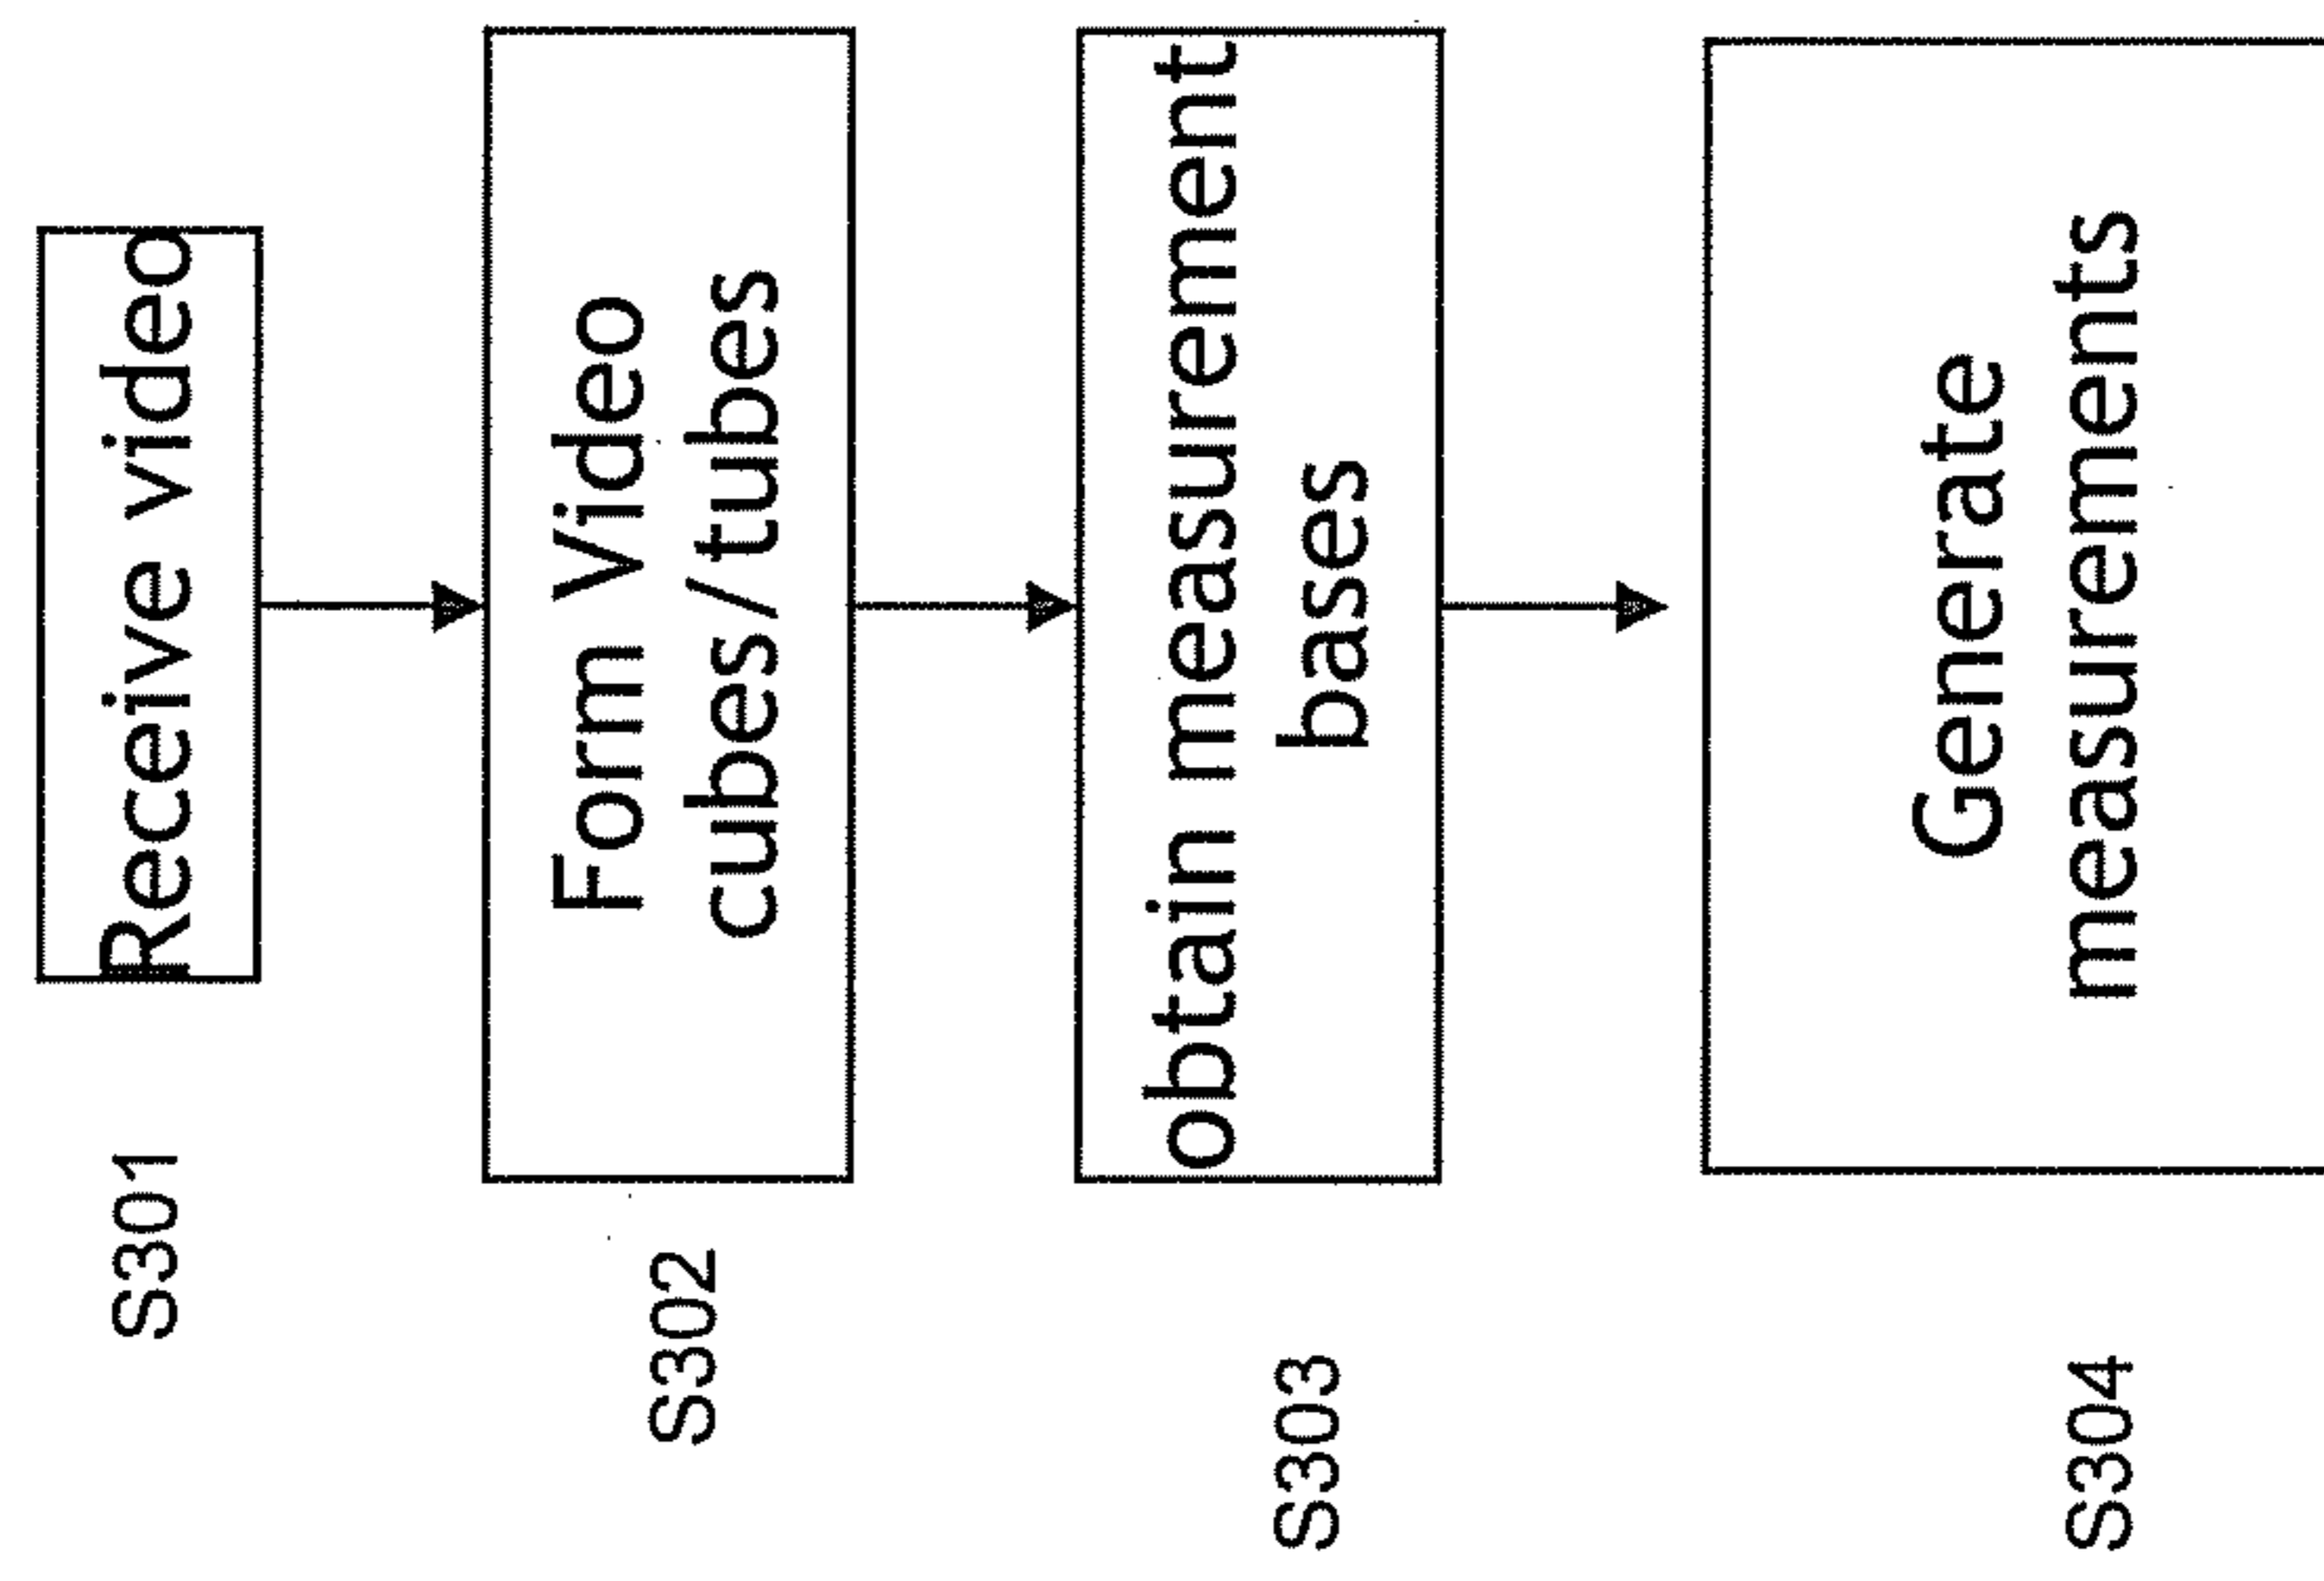 S301
Receive video
S302
Form Video
cubes/tubes
S303
obtain measurement
bases
S304
Generate
measurements